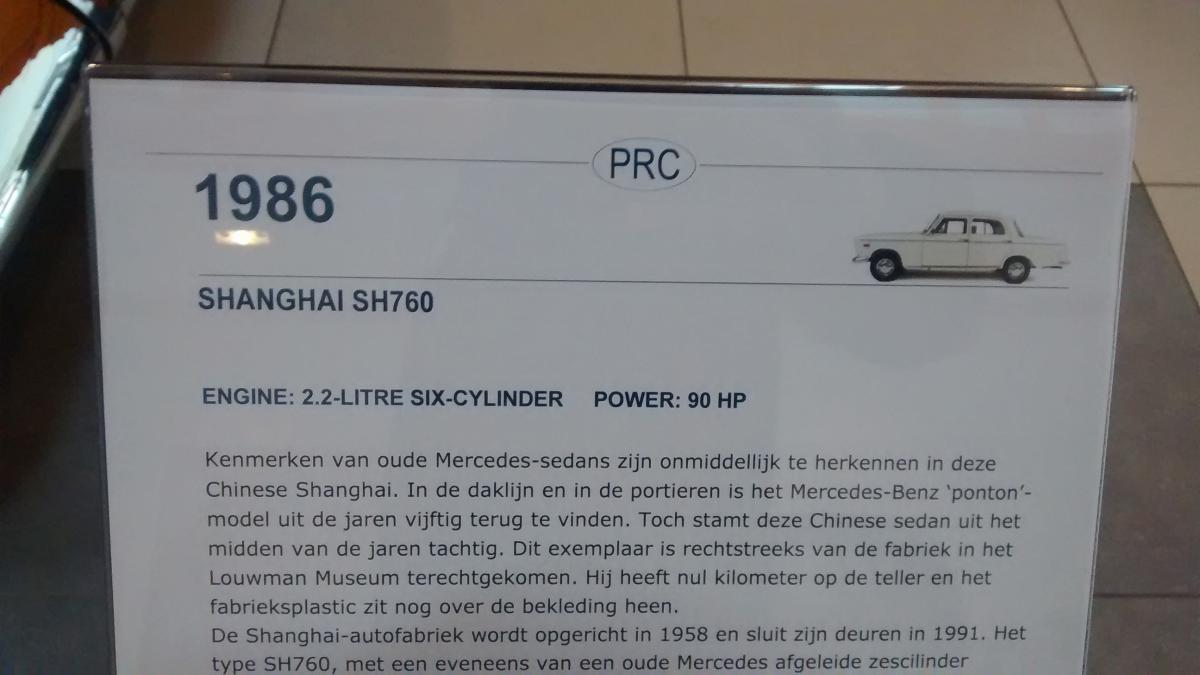 PRC
1986
SHANGHAI SH760
ENGINE: 2.2-LITRE SIX-CYLINDER POWER: 90 HP
Kenmerken van oude Mercedes-sedans zijn onmiddellijk te herkennen in deze
Chinese Shanghai. In de daklijn en in de portieren is het Mercedes-Benz ‘ponton’-
model uit de jaren vijftig terug te vinden. Toch stamt deze Chinese sedan uit het
midden van de jaren tachtig. Dit exemplaar is rechtstreeks van de fabriek in het
Louwman Museum terechtgekomen. Hij heeft nul kilometer op de teller en het
fabrieksplastic zit nog over de bekleding heen.
De Shanghai-autofabriek wordt opgericht in 1958 en sluit zijn deuren in 1991. Het
type SH760, met een eveneens van een oude Mercedes afgeleide zescilinder